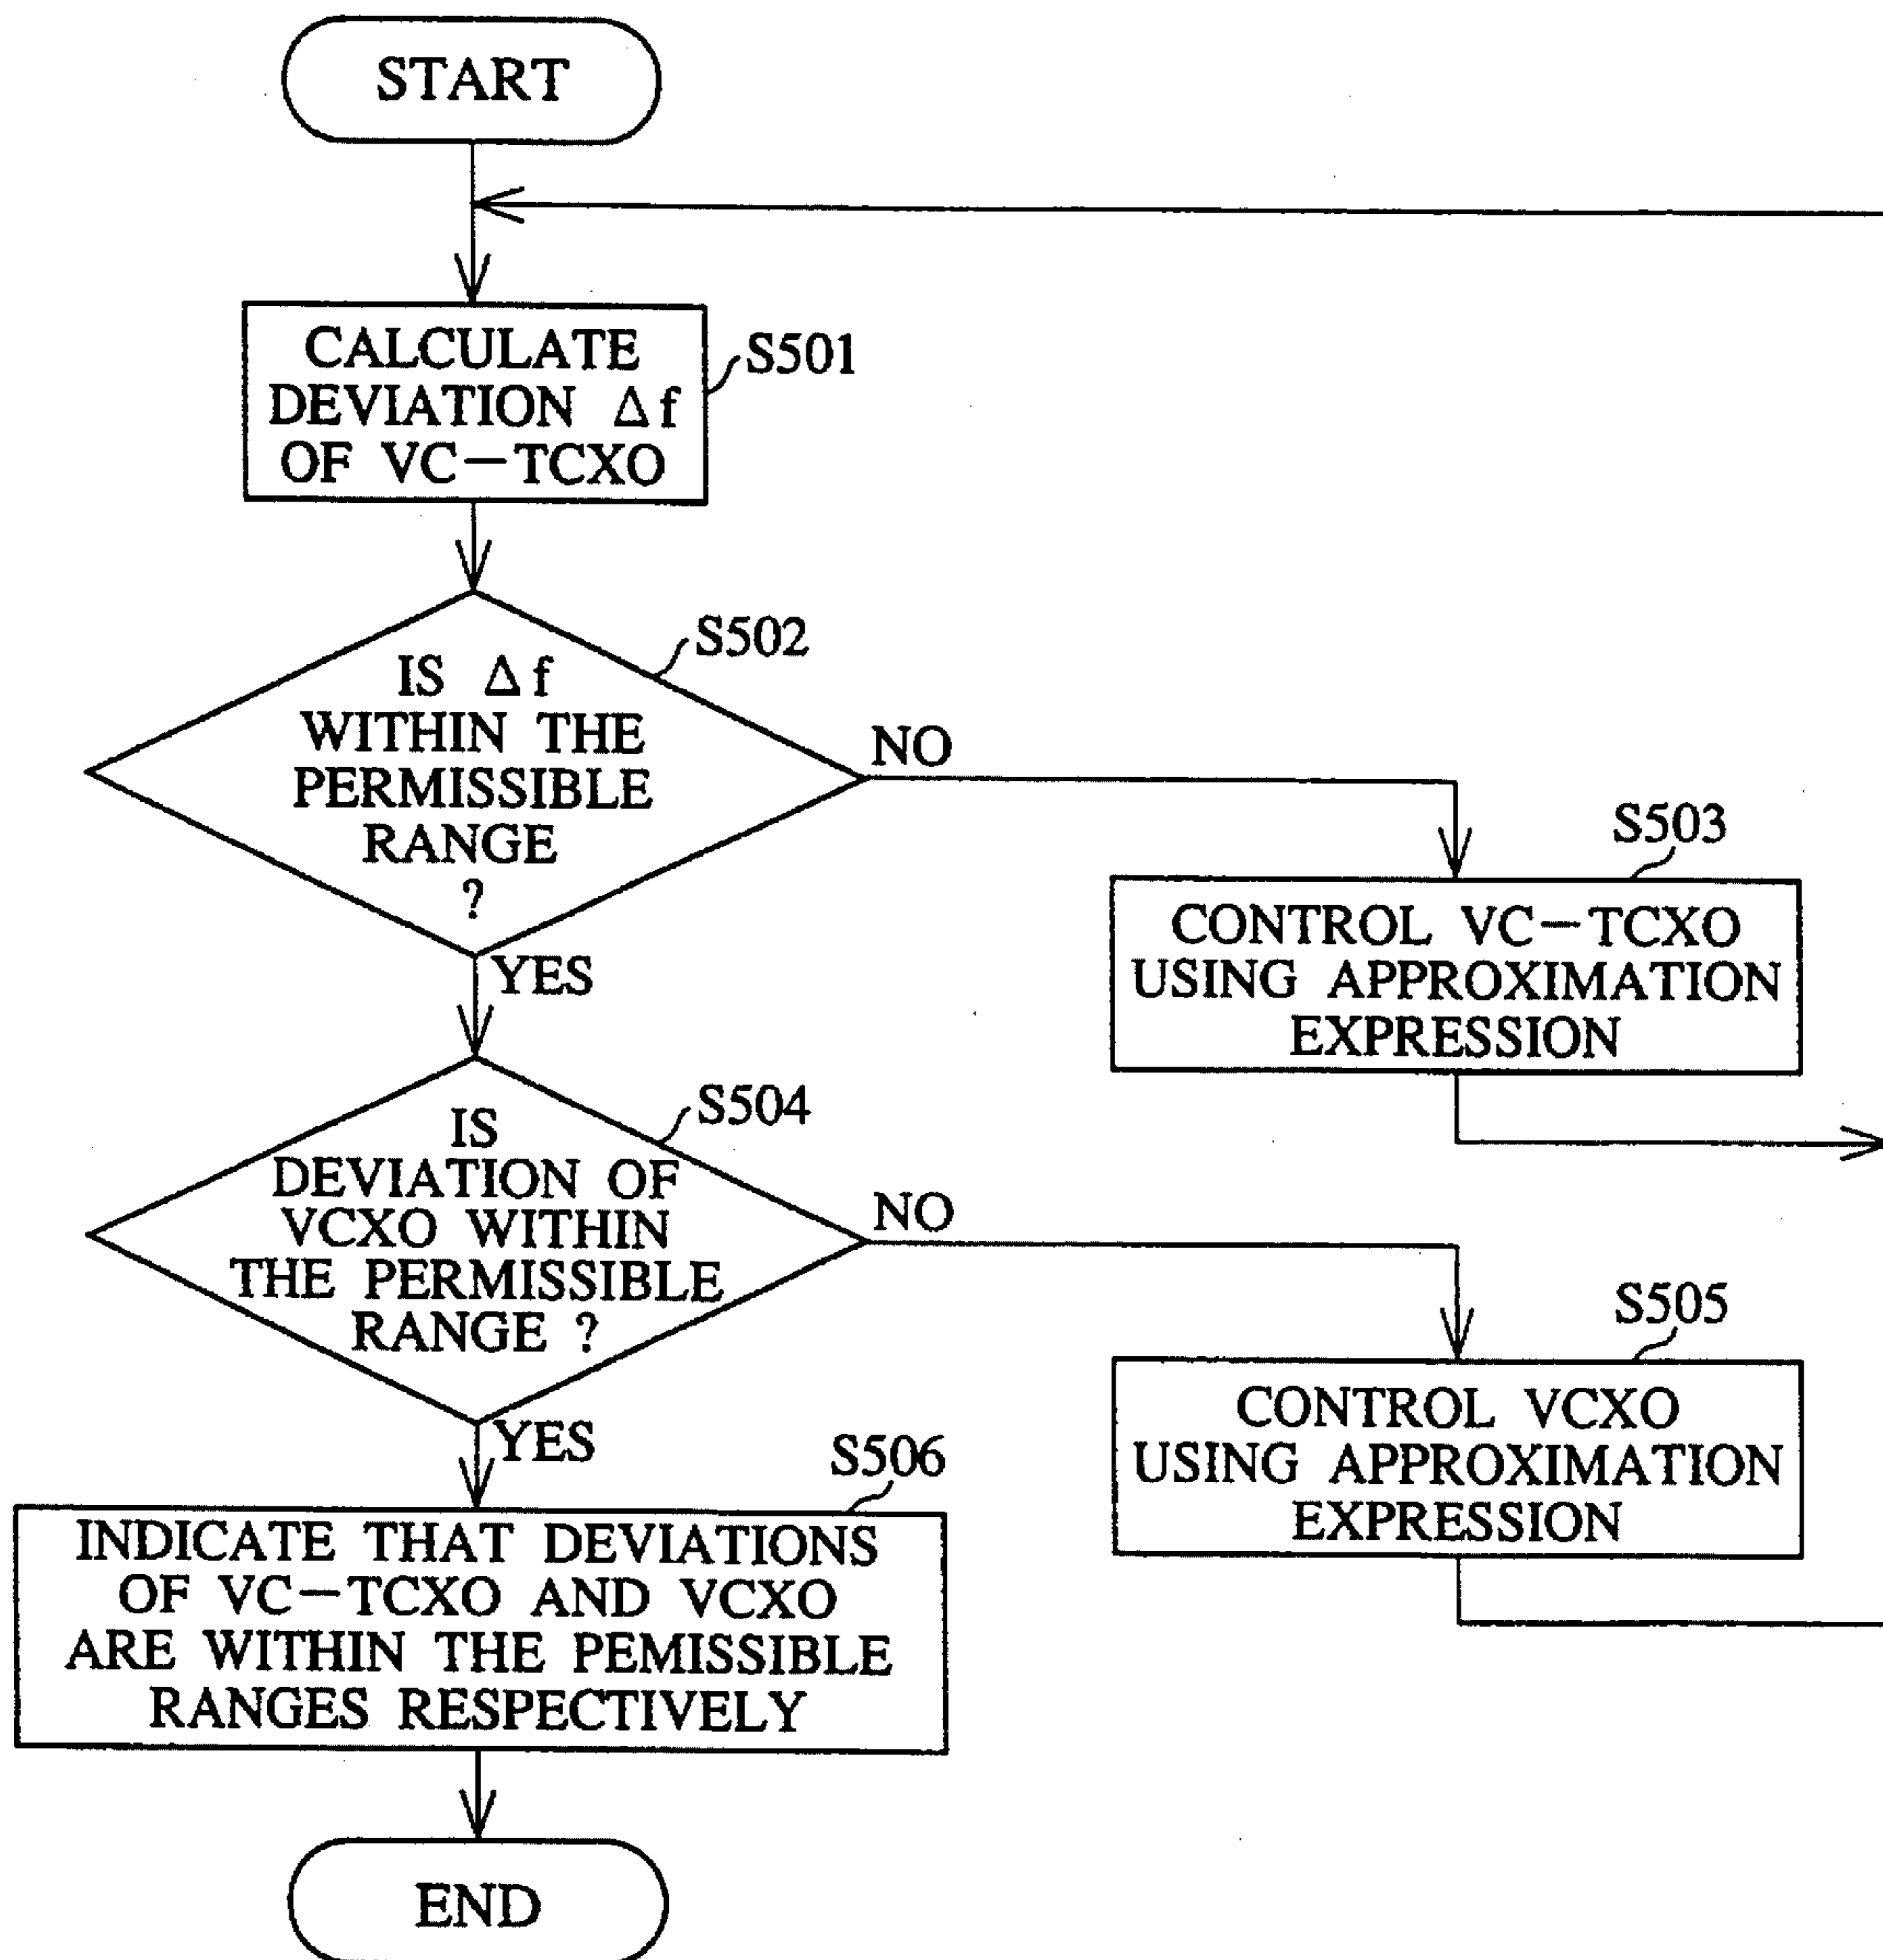 START
CALCULATE
DEVIATION Δf
OF VC-TCXO
S501
S502
IS Δf
WITHIN THE
PERMISSIBLE
RANGE
?
NO
YES
S503
CONTROL VC-TCXO
USING APPROXIMATION
EXPRESSION
S504
IS
DEVIATION OF
VCXO WITHIN
THE PERMISSIBLE
RANGE ?
NO
YES
S505
CONTROL VCXO
USING APPROXIMATION
EXPRESSION
S506
INDICATE THAT DEVIATIONS
OF VC-TCXO AND VCXO
ARE WITHIN THE PEMISSIBLE
RANGES RESPECTIVELY
END